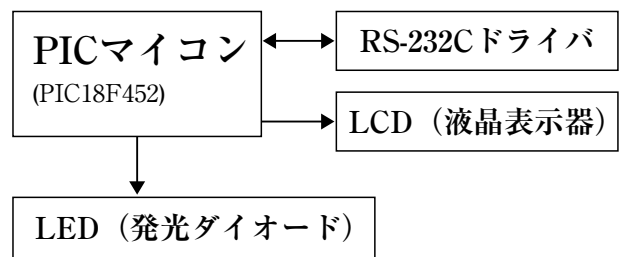 PICマイコン
(PIC18F452)
RS-232Cドライバ
LCD（液晶表示器）
LED（発光ダイオード）